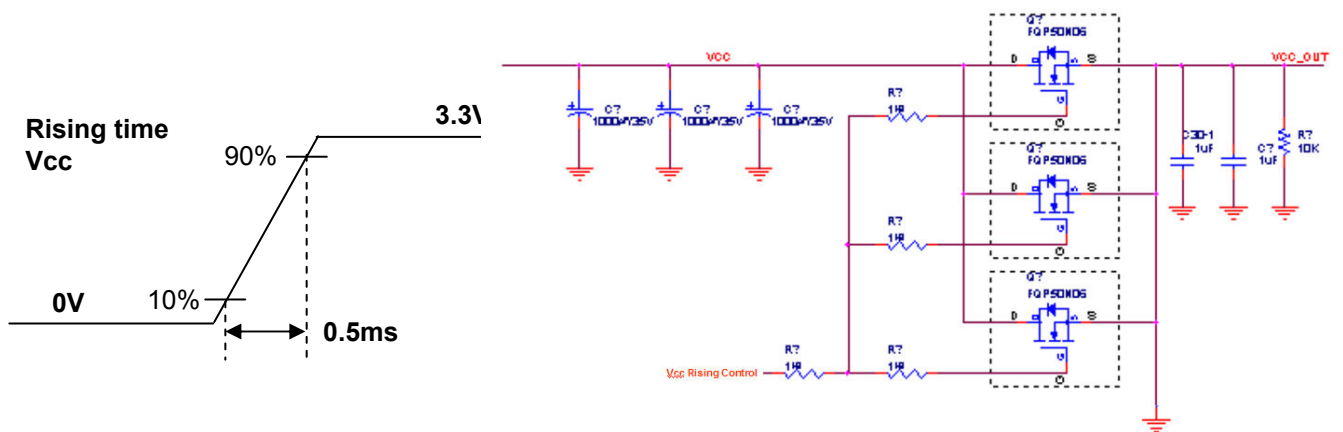 Rising time
Vcc
3.3V
90%
10%
0V
0.5ms
VCC
VCC_OUT
C?
1000uF/35V
C?
1000uF/35V
C?
1000uF/35V
R?
1R
R?
1R
R?
1R
R?
1R
Vcc Rising Control
Q?
FQP50N06
D
S
G
Q?
FQP50N06
D
S
G
Q?
FQP50N06
D
S
G
C30-1
1uF
C?
1uF
R?
10K